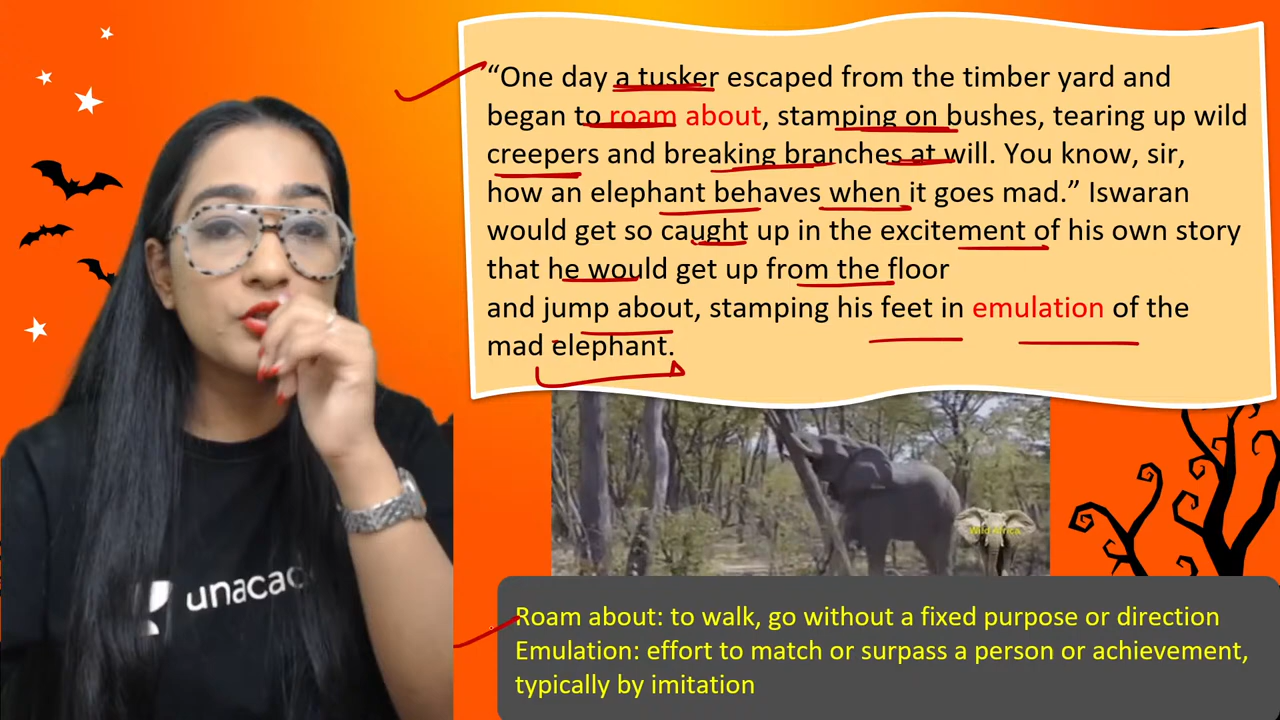 “One day a tusker escaped from the timber yard and
began to roam about, stamping on bushes, tearing up wild
creepers and breaking branches at will. You know, sir,
how an elephant behaves when it goes mad.” Iswaran
would get so caught up in the excitement of his own story
that he would get up from the floor
and jump about, stamping his feet in emulation of the
mad elephant.
Wild Africa
unacad
Roam about: to walk, go without a fixed purpose or direction
Emulation: effort to match or surpass a person or achievement,
typically by imitation